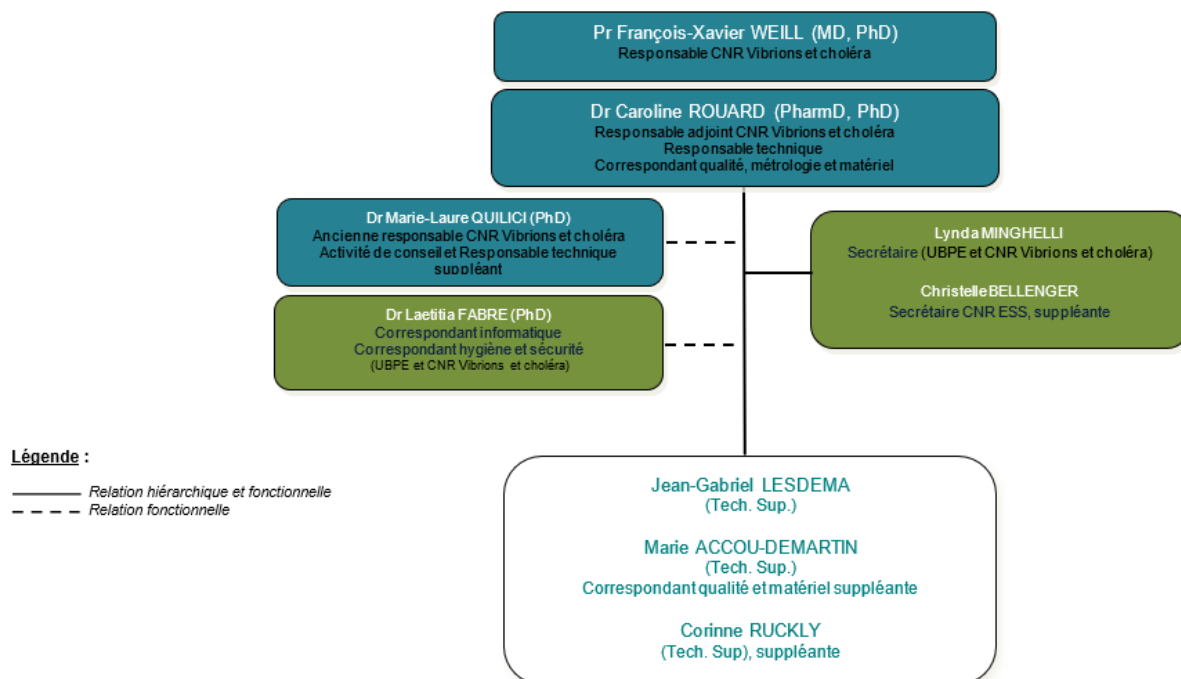 Pr François-Xavier WEILL (MD, PhD)
Responsable CNR Vibrions et choléra
Dr Caroline ROUARD (PharmD, PhD)
Responsable adjoint CNR Vibrions et choléra
Responsable technique
Correspondant qualité, métrologie et matériel
Dr Marie-Laure QUILICI (PhD)
Ancienne responsable CNR Vibrions et choléra
Activité de conseil et Responsable technique
suppléant
Lynda MINGHELLI
Secrétaire (UBPE et CNR Vibrions et choléra)
Christelle BELLENGER
Secrétaire CNR ESS, suppléante
Dr Laetitia FABRE (PhD)
Correspondant informatique
Correspondant hygiène et sécurité
(UBPE et CNR Vibrions et choléra)
Légende :
Relation hiérarchique et fonctionnelle
Relation fonctionnelle
Jean-Gabriel LESDEMA
(Tech. Sup.)
Marie ACCOU-DEMARTIN
(Tech. Sup.)
Correspondant qualité et matériel suppléante
Corinne RUCKLY
(Tech. Sup), suppléante